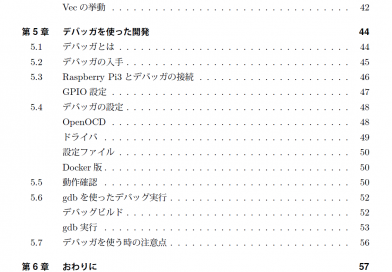 Vec の挙動 . . . . . . . . . . . . . . . . . . . . . . . . . . . . 42
第 5 章 デバッガを使った開発 44
5.1 デバッガとは . . . . . . . . . . . . . . . . . . . . . . . . . . . . 44
5.2 デバッガの入手 . . . . . . . . . . . . . . . . . . . . . . . . . . . . 45
5.3 Raspberry Pi3 とデバッガの接続 . . . . . . . . . . . . . . . . . . . . 46
GPIO 設定 . . . . . . . . . . . . . . . . . . . . . . . . . . . . 47
5.4 デバッガの設定 . . . . . . . . . . . . . . . . . . . . . . . . . . . . 48
OpenOCD . . . . . . . . . . . . . . . . . . . . . . . . . . . . 48
ドライバ . . . . . . . . . . . . . . . . . . . . . . . . . . . . 49
設定ファイル . . . . . . . . . . . . . . . . . . . . . . . . . . . . 50
Docker 版 . . . . . . . . . . . . . . . . . . . . . . . . . . . . 50
5.5 動作確認 . . . . . . . . . . . . . . . . . . . . . . . . . . . . 50
5.6 gdb を使ったデバッグ実行 . . . . . . . . . . . . . . . . . . . . . . . 52
デバッグビルド . . . . . . . . . . . . . . . . . . . . . . . . . . . . 52
gdb 実行 . . . . . . . . . . . . . . . . . . . . . . . . . . . . 53
5.7 デバッガを使う時の注意点 . . . . . . . . . . . . . . . . . . . . . . . 56
第 6 章 おわりに 57